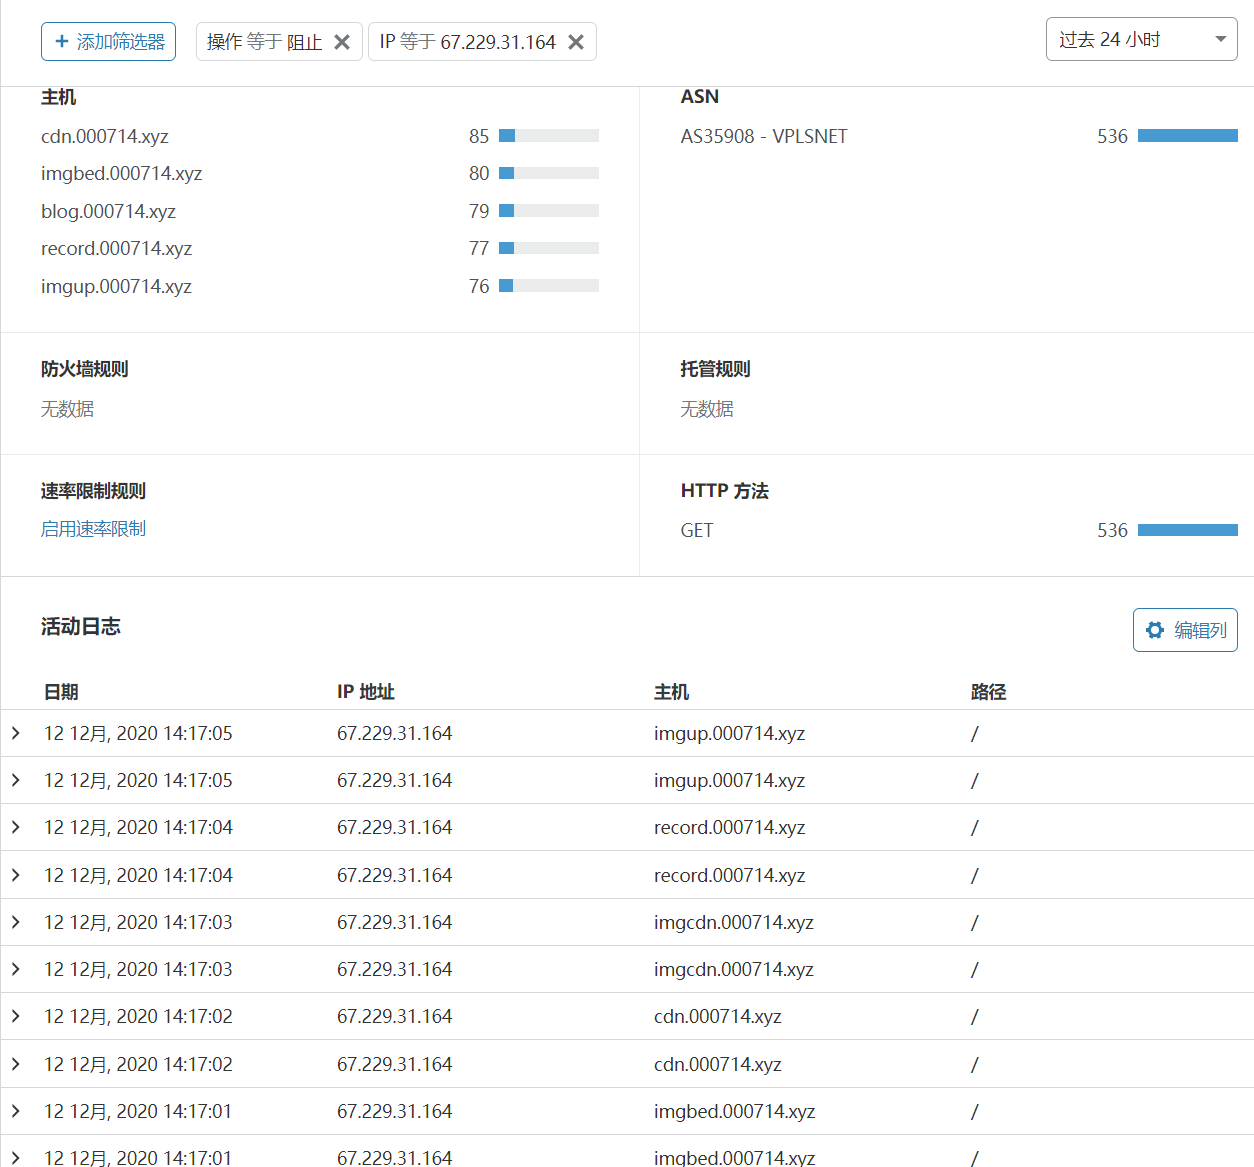 + 添加筛选器 操作 等于 阻止 × IP 等于 67.229.31.164 × 过去 24 小时
主机
cdn.000714.xyz 85
imgbed.000714.xyz 80
blog.000714.xyz 79
record.000714.xyz 77
imgup.000714.xyz 76
ASN
AS35908 - VPLSNET 536
防火墙规则
无数据
托管规则
无数据
速率限制规则
启用速率限制
HTTP 方法
GET 536
活动日志
编辑列
日期 IP 地址 主机 路径
12 12月, 2020 14:17:05 67.229.31.164 imgup.000714.xyz /
12 12月, 2020 14:17:05 67.229.31.164 imgup.000714.xyz /
12 12月, 2020 14:17:04 67.229.31.164 record.000714.xyz /
12 12月, 2020 14:17:04 67.229.31.164 record.000714.xyz /
12 12月, 2020 14:17:03 67.229.31.164 imgcdn.000714.xyz /
12 12月, 2020 14:17:03 67.229.31.164 imgcdn.000714.xyz /
12 12月, 2020 14:17:02 67.229.31.164 cdn.000714.xyz /
12 12月, 2020 14:17:02 67.229.31.164 cdn.000714.xyz /
12 12月, 2020 14:17:01 67.229.31.164 imgbed.000714.xyz /
12 12月, 2020 14:17:01 67.229.31.164 imgbed.000714.xyz /